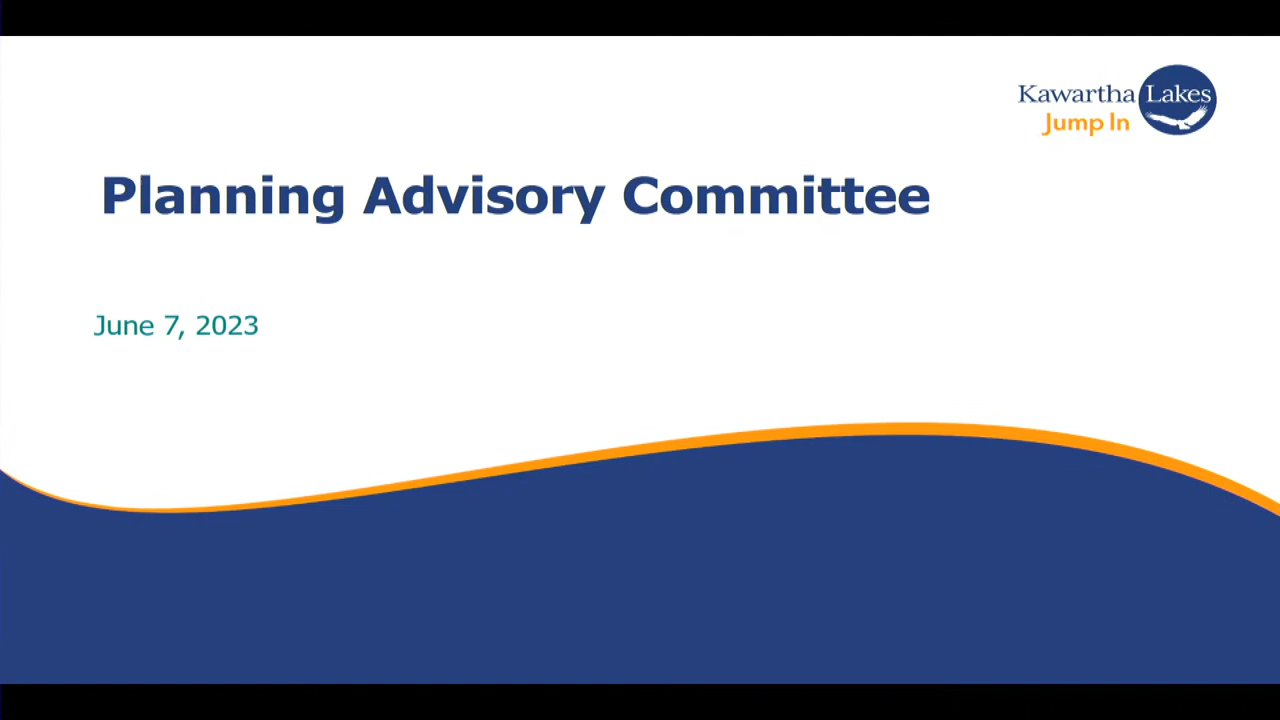 Kawartha Lakes
Jump In
Planning Advisory Committee
June 7, 2023